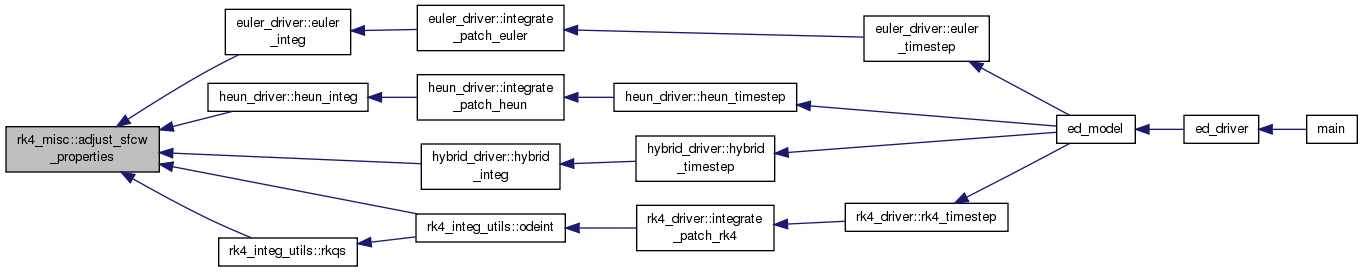 rk4_misc::adjust_sfcw
_properties
euler_driver::euler
_integ
euler_driver::integrate
_patch_euler
euler_driver::euler
_timestep
heun_driver::heun_integ
heun_driver::integrate
_patch_heun
heun_driver::heun_timestep
hybrid_driver::hybrid
_integ
hybrid_driver::hybrid
_timestep
rk4_integ_utils::rkqs
rk4_integ_utils::odeint
rk4_driver::integrate
_patch_rk4
rk4_driver::rk4_timestep
ed_model
ed_driver
main